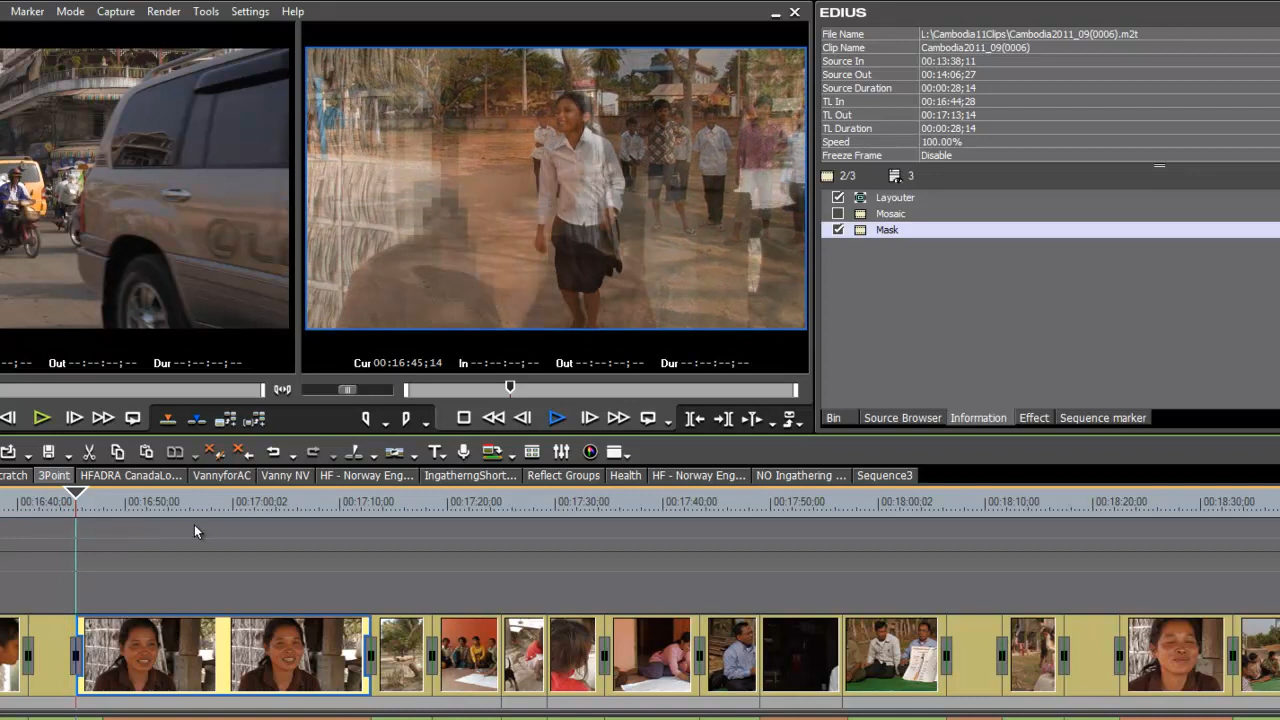 Marker Mode Capture Render Tools Settings Help
EDIUS
File Name L:\Cambodia11Clips\Cambodia2011_09(0006).m2t
Clip Name Cambodia2011_09(0006)
Source In 00:13:38;11
Source Out 00:14:06;27
Source Duration 00:00:28;14
TL In 00:16:44;28
TL Out 00:17:13;14
TL Duration 00:00:28;14
Speed 100.00%
Freeze Frame Disable
2/3 3
Layouter
Mosaic
Mask
--;-- Out --:--:--;-- Dur --:--:--;--
Cur 00:16:45;14 In --:--:--;-- Out --:--:--;-- Dur --:--:--;--
Bin Source Browser Information Effect Sequence marker
cratch 3Point HFADRA CanadaLo... VannyforAC Vanny NV HF - Norway Eng... IngatherngShort... Reflect Groups Health HF - Norway Eng... NO Ingathering ... Sequence3
00:16:40;00 00:16:50;00 00:17:00;02 00:17:10;00 00:17:20;00 00:17:30;00 00:17:40;00 00:17:50;00 00:18:00;02 00:18:10;00 00:18:20;00 00:18:30;00